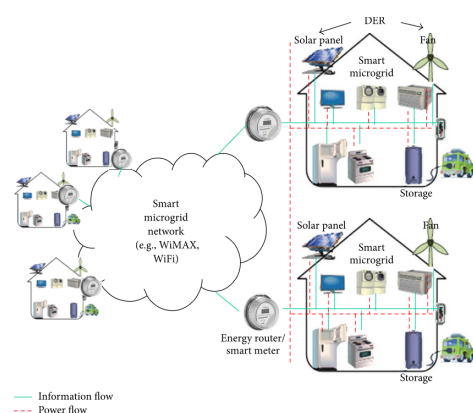 DER
Solar panel
Fan
Smart
microgrid
Storage
Smart
microgrid
network
(e.g., WiMAX,
WiFi)
Solar panel
Fan
Smart
microgrid
Energy router/
smart meter
Storage
Information flow
Power flow